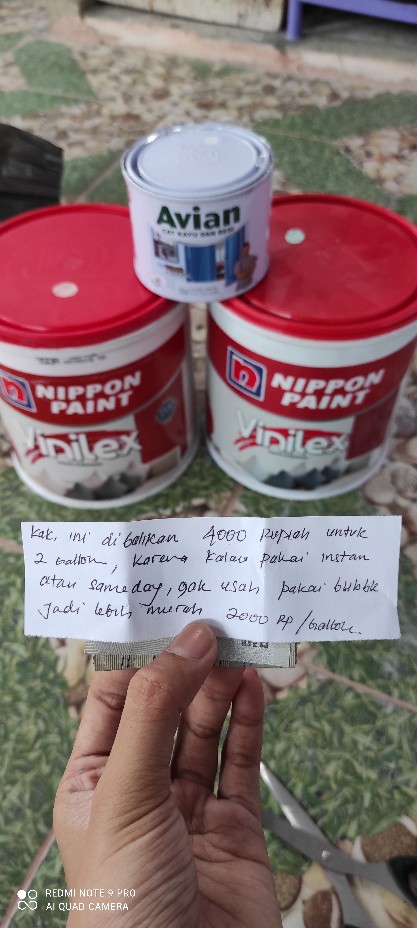 Avian
CAT KAYU DAN BESI
NIPPON
PAINT
Vinilex
NIPPON
PAINT
Vinilex
Kak, ini dibalikan 4000 Rupiah untuk
2 Gallon, karena kalau pakai instan
atau sameday, gak usah pakai bubble
Jadi lebih murah 2000 Rp/Gallon.
REDMI NOTE 9 PRO
AI QUAD CAMERA